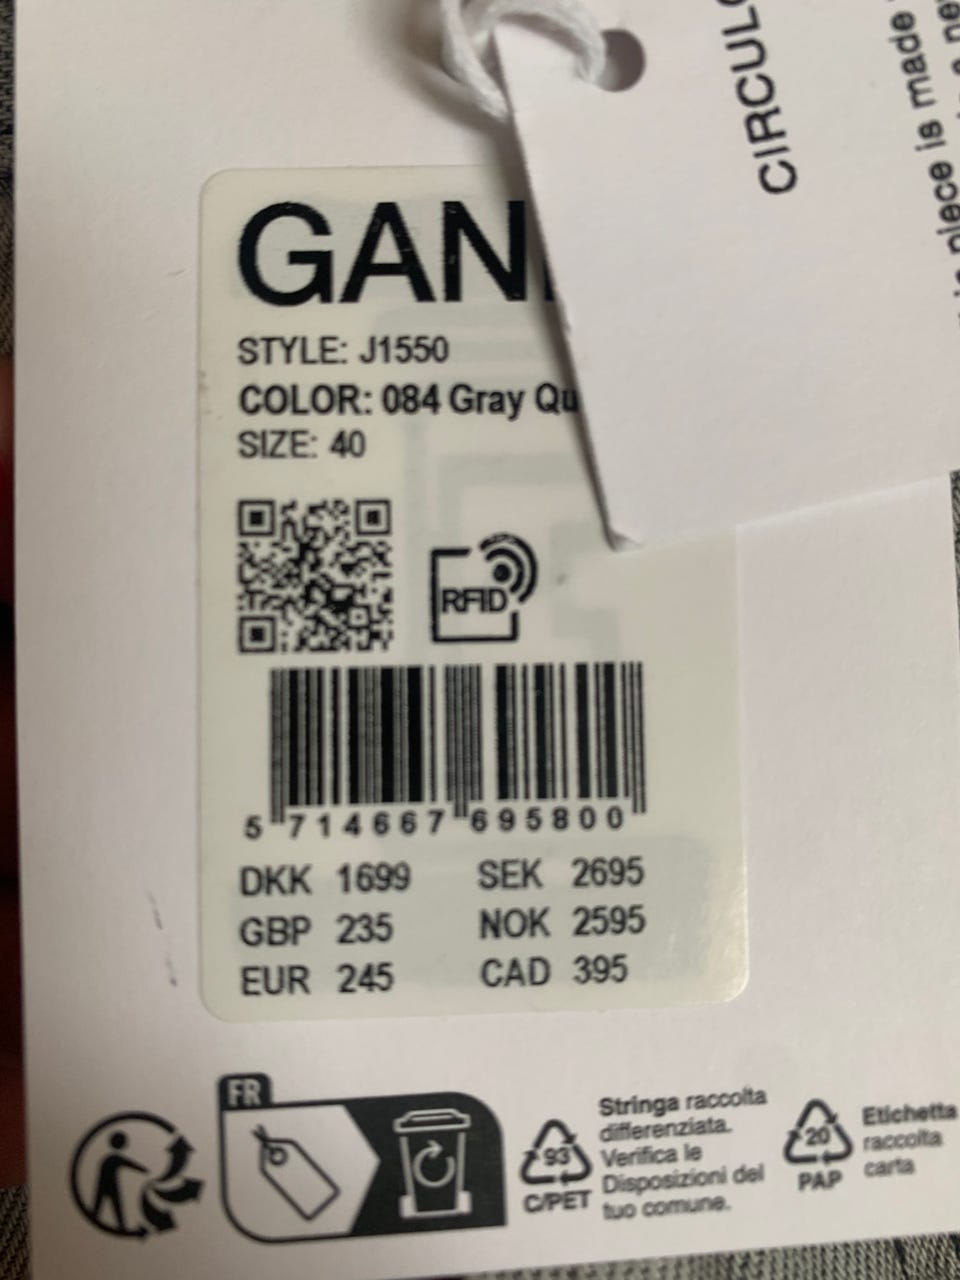 CIRCUL
piece is made
GAN
STYLE: J1550
COLOR: 084 Gray Qu
SIZE: 40
RFID
5 714667 695800
DKK 1699 SEK 2695
GBP 235 NOK 2595
EUR 245 CAD 395
FR
93
C/PET
Stringa raccolta
differenziata.
Verifica le
Disposizioni del
tuo comune.
20
PAP
Etichetta
raccolta
carta